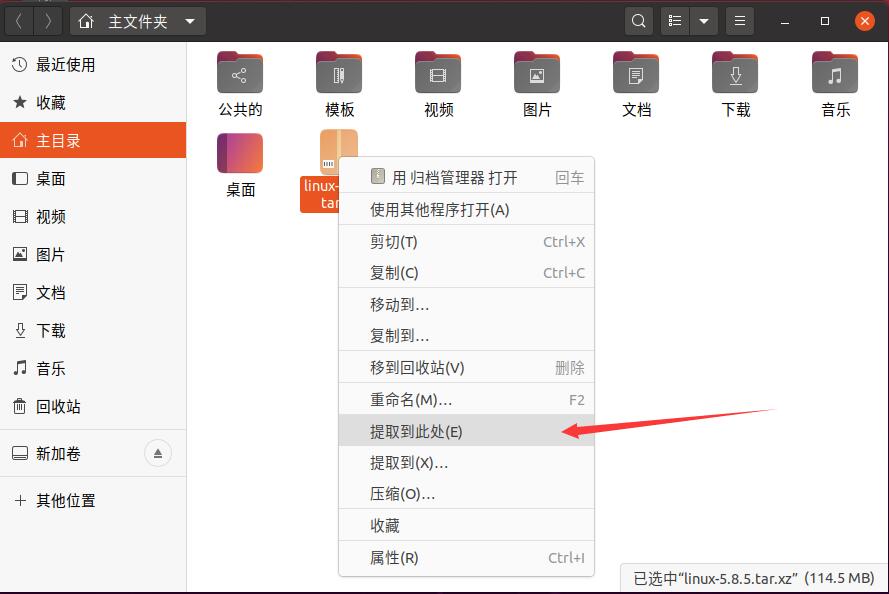 主文件夹
最近使用
收藏
主目录
桌面
视频
图片
文档
下载
音乐
回收站
新加卷
其他位置
公共的
模板
视频
图片
文档
下载
音乐
桌面
linux-
tar
用 归档管理器 打开 回车
使用其他程序打开(A)
剪切(T) Ctrl+X
复制(C) Ctrl+C
移动到…
复制到…
移到回收站(V) 删除
重命名(M)… F2
提取到此处(E)
提取到(X)…
压缩(O)…
收藏
属性(R) Ctrl+I
已选中“linux-5.8.5.tar.xz” (114.5 MB)